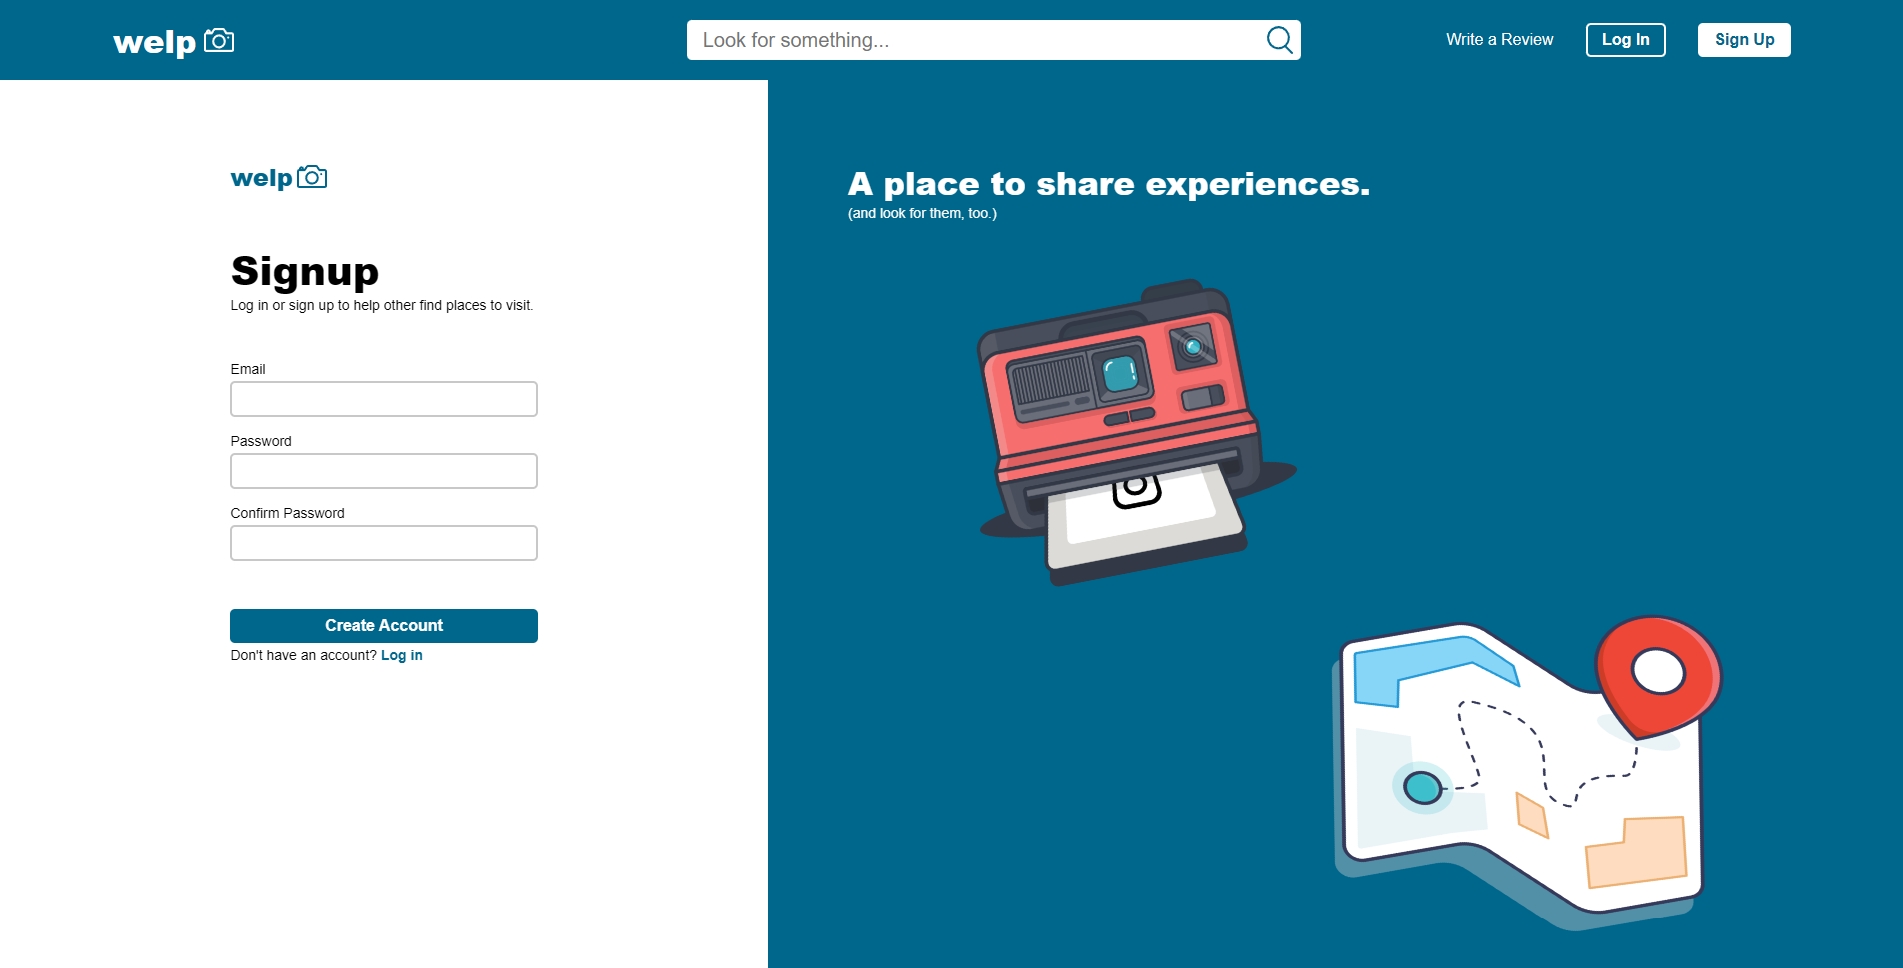 welp
Look for something...
Write a Review
Log In
Sign Up
welp
Signup
Log in or sign up to help other find places to visit.
Email
Password
Confirm Password
Create Account
Don't have an account? Log in
A place to share experiences.
(and look for them, too.)